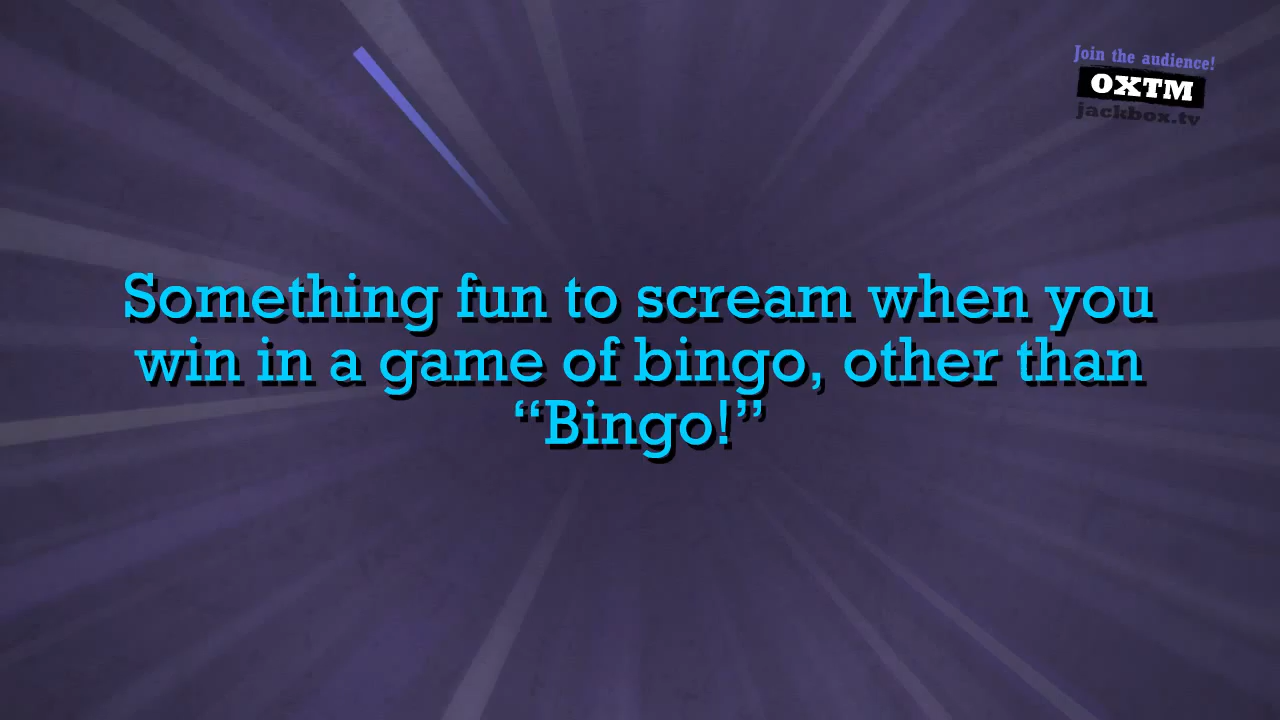 Join the audience!
OXTM
jackbox.tv
Something fun to scream when you
win in a game of bingo, other than
“Bingo!”